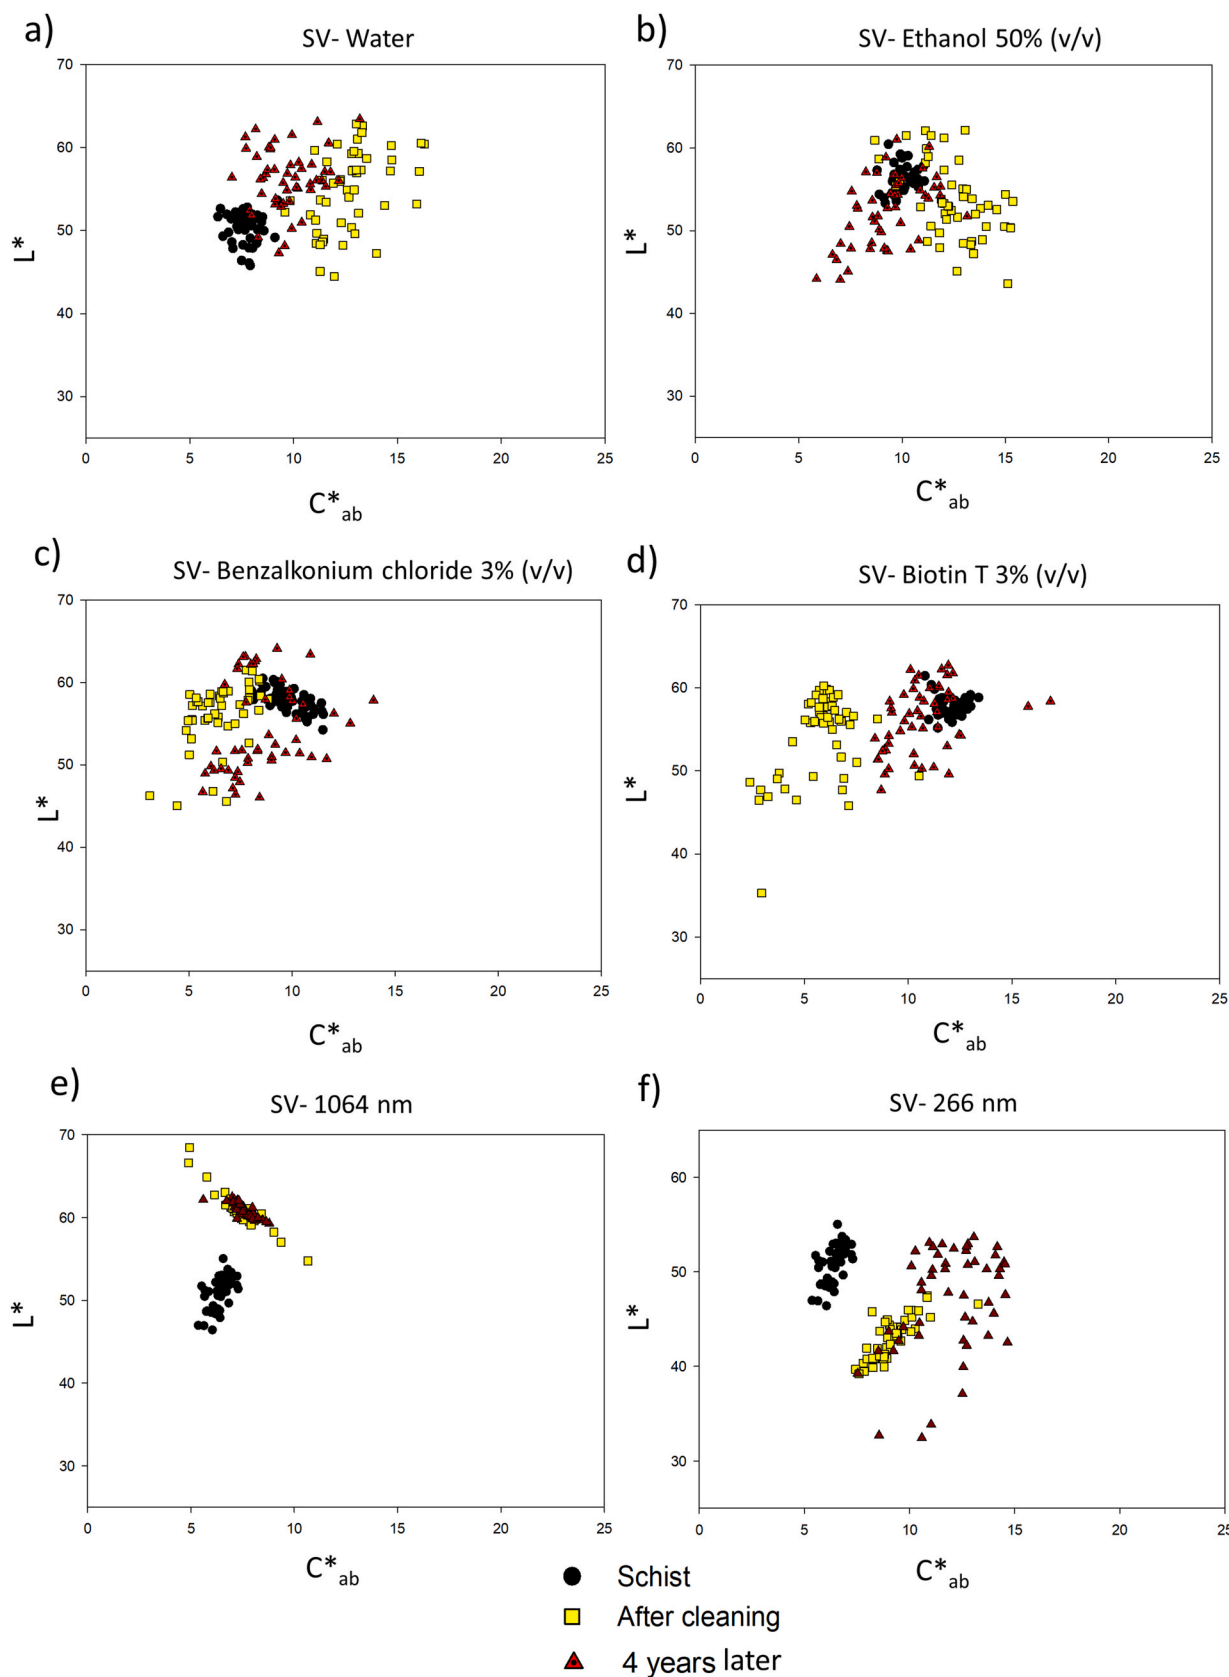 a)
SV- Water
70
60
50
40
30
L*
0 5 10 15 20 25
C*ab
b)
SV- Ethanol 50% (v/v)
70
60
50
40
30
L*
0 5 10 15 20 25
C*ab
c)
SV- Benzalkonium chloride 3% (v/v)
70
60
50
40
30
L*
0 5 10 15 20 25
C*ab
d)
SV- Biotin T 3% (v/v)
70
60
50
40
30
L*
0 5 10 15 20 25
C*ab
e)
SV- 1064 nm
70
60
50
40
30
L*
0 5 10 15 20 25
C*ab
f)
SV- 266 nm
60
50
40
30
L*
0 5 10 15 20 25
C*ab
Schist
After cleaning
4 years later